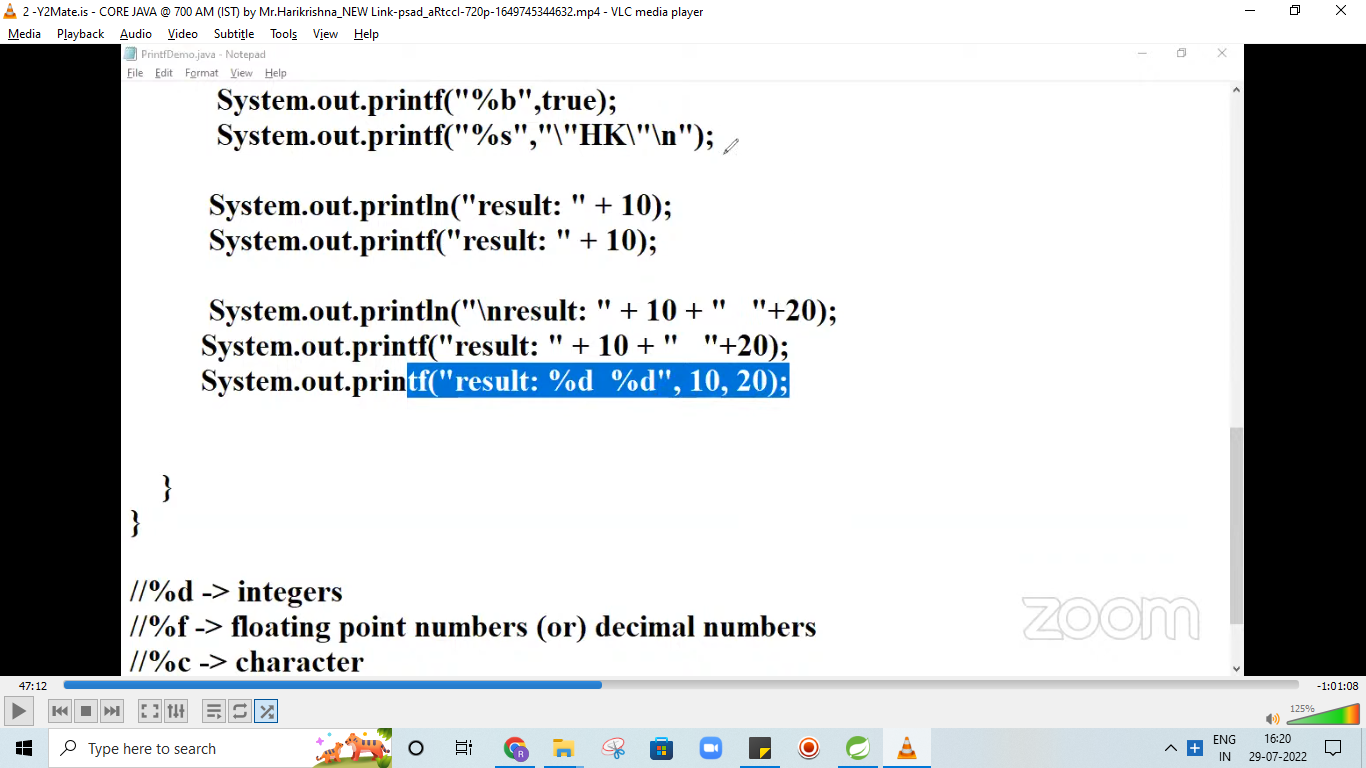 2 -Y2Mate.is - CORE JAVA @ 700 AM (IST) by Mr.Harikrishna_NEW Link-psad_aRtccI-720p-1649745344632.mp4 - VLC media player
Media Playback Audio Video Subtitle Tools View Help
PrintfDemo.java - Notepad
File Edit Format View Help
System.out.printf("%b",true);
System.out.printf("%s","\"HK\"\n");
System.out.println("result: " + 10);
System.out.printf("result: " + 10);
System.out.println("\nresult: " + 10 + "   "+20);
System.out.printf("result: " + 10 + "   "+20);
System.out.printf("result: %d  %d", 10, 20);
}
}
//%d -> integers
//%f -> floating point numbers (or) decimal numbers
//%c -> character
zoom
47:12
-1:01:08
125%
Type here to search
R
ENG
IN
16:20
29-07-2022